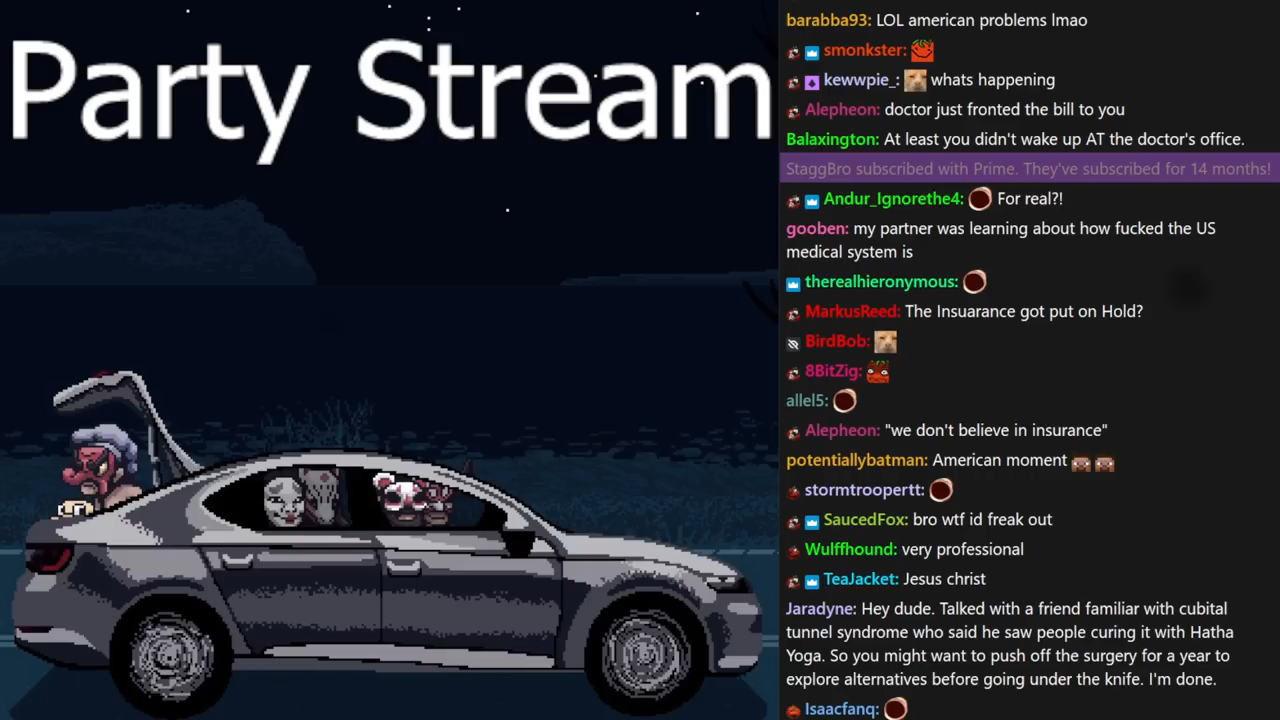 Party Stream
barabba93: LOL american problems lmao
smonkster:
kewwpie_: whats happening
Alepheon: doctor just fronted the bill to you
Balaxington: At least you didn't wake up AT the doctor's office.
StaggBro subscribed with Prime. They've subscribed for 14 months!
Andur_Ignorethe4: For real?!
gooben: my partner was learning about how fucked the US
medical system is
therealhieronymous:
MarkusReed: The Insuarance got put on Hold?
BirdBob:
8BitZig:
allel5:
Alepheon: "we don't believe in insurance"
potentiallybatman: American moment
stormtroopertt:
SaucedFox: bro wtf id freak out
Wulffhound: very professional
TeaJacket: Jesus christ
Jaradyne: Hey dude. Talked with a friend familiar with cubital
tunnel syndrome who said he saw people curing it with Hatha
Yoga. So you might want to push off the surgery for a year to
explore alternatives before going under the knife. I'm done.
Isaacfanq: